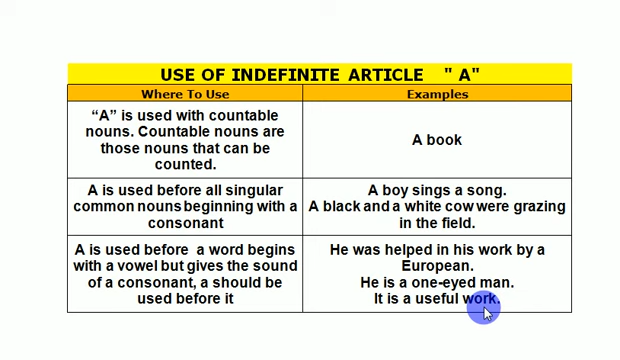 USE OF INDEFINITE ARTICLE " A"
Where To Use
Examples
“A” is used with countable
nouns. Countable nouns are
those nouns that can be
counted.
A book
A is used before all singular
common nouns beginning with a
consonant
A boy sings a song.
A black and a white cow were grazing
in the field.
A is used before a word begins
with a vowel but gives the sound
of a consonant, a should be
used before it
He was helped in his work by a
European.
He is a one-eyed man.
It is a useful work.